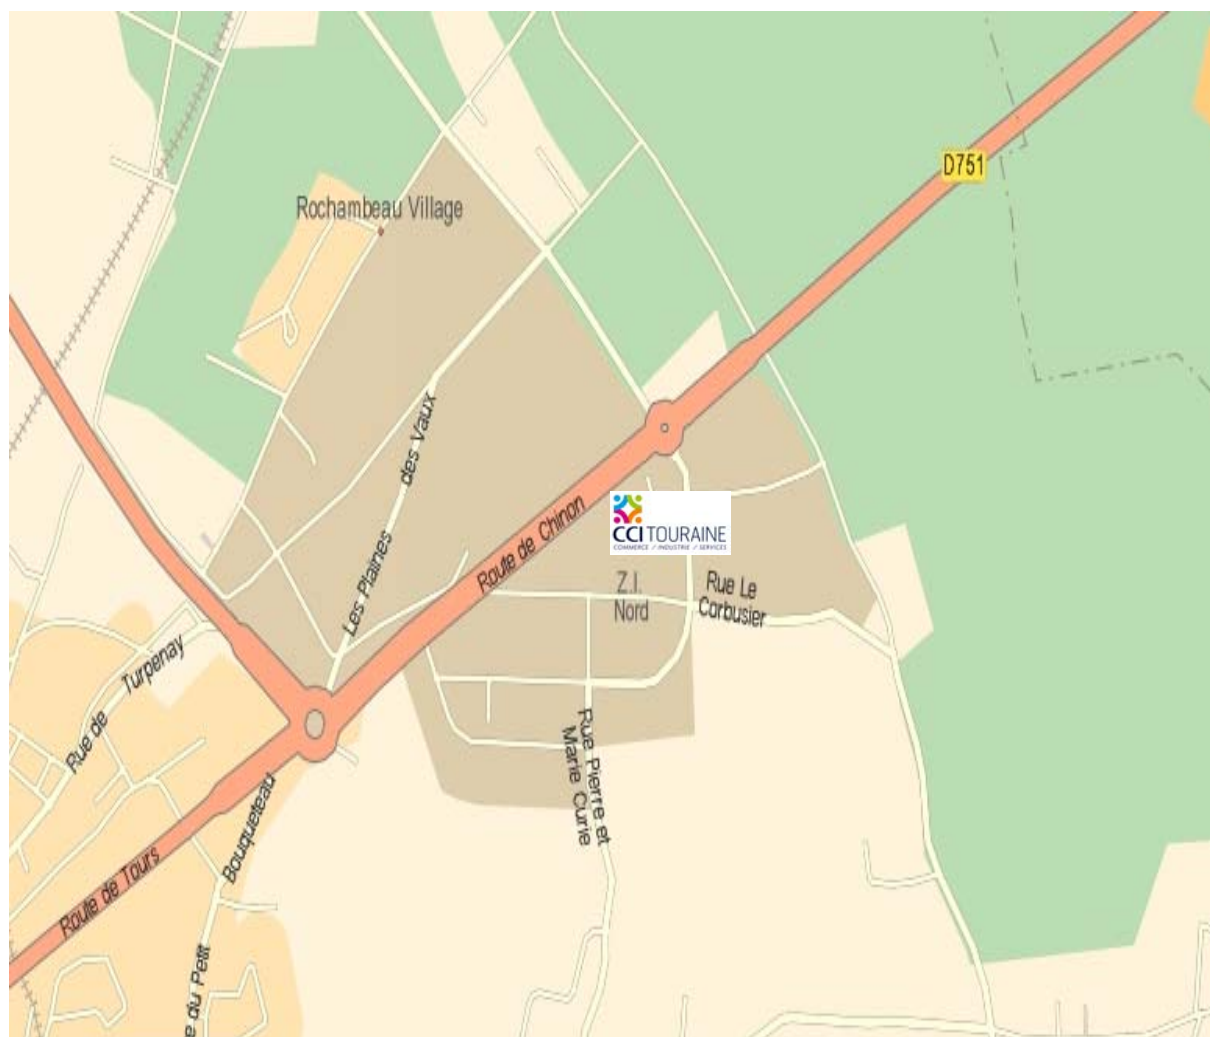 D751
Rochambeau Village
des Vaux
Les Plaines
Route de Chinon
CCI TOURAINE
COMMERCE / INDUSTRIE / SERVICES
Z.I.
Nord
Rue Le
Corbusier
Turpenay
Rue de
Rue Pierre et
Marie Curie
Bouqueteau
Route de Tours
e du Petit